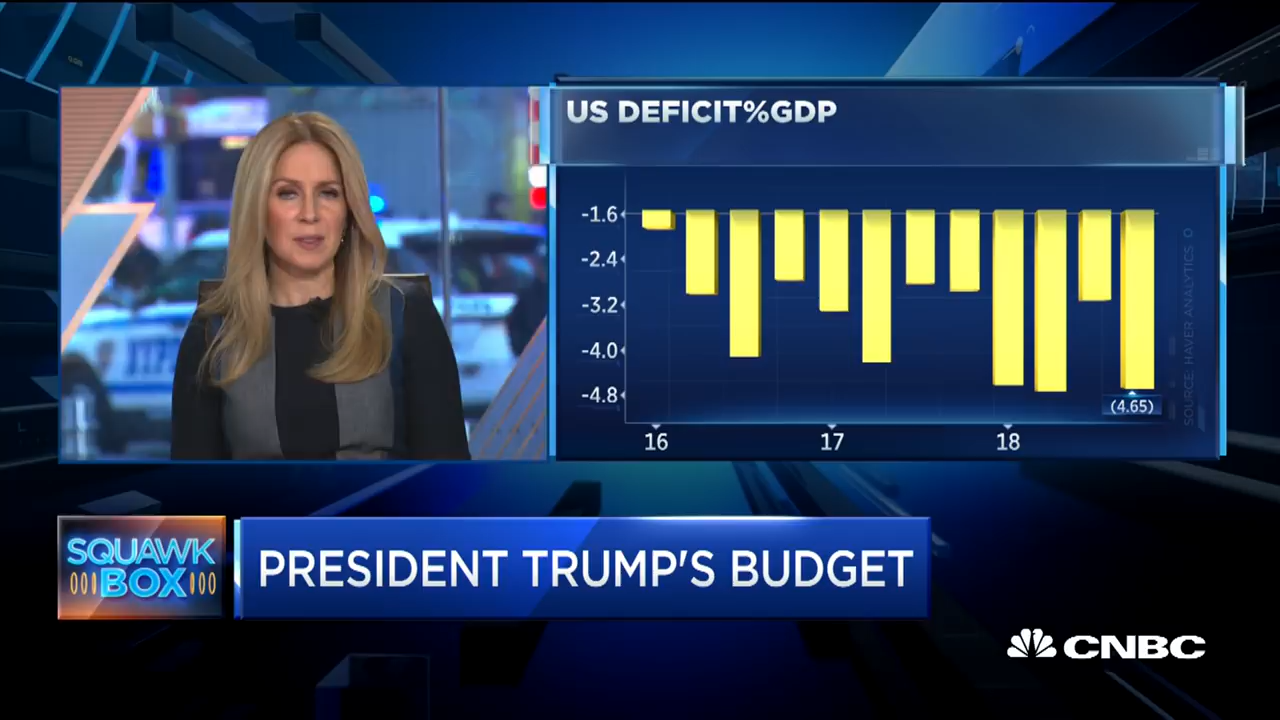 US DEFICIT%GDP
-1.6
-2.4
-3.2
-4.0
-4.8
(4.65)
16 17 18
SOURCE: HAVER ANALYTICS
SQUAWK
BOX
PRESIDENT TRUMP'S BUDGET
CNBC